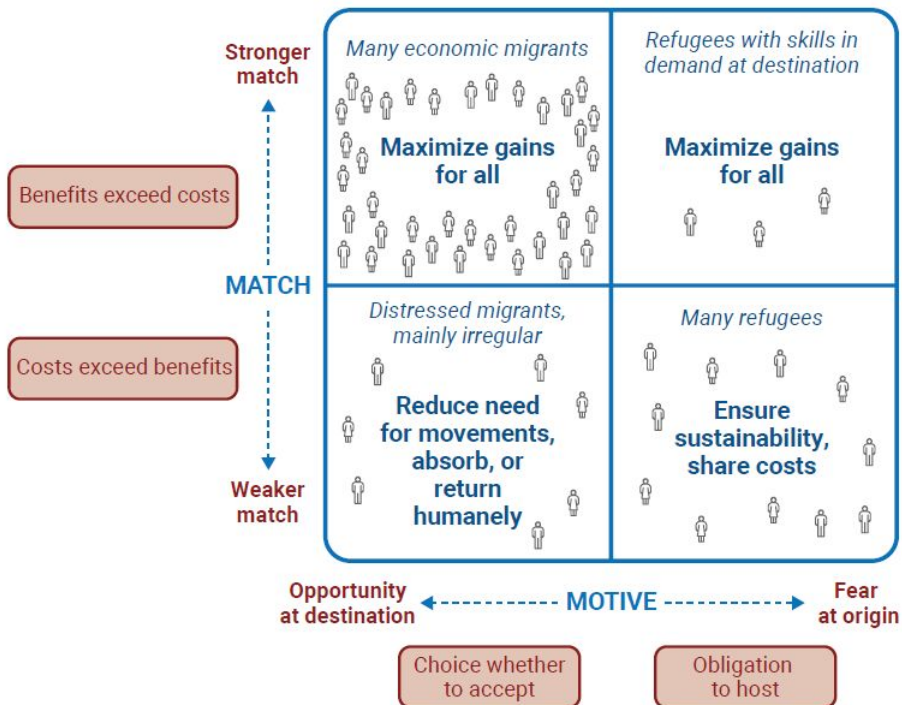 Stronger
match
Many economic migrants
Refugees with skills in
demand at destination
Maximize gains
for all
Maximize gains
for all
Benefits exceed costs
MATCH
Costs exceed benefits
Weaker
match
Distressed migrants,
mainly irregular
Reduce need
for movements,
absorb, or
return
humanely
Many refugees
Ensure
sustainability,
share costs
Opportunity
at destination
MOTIVE
Fear
at origin
Choice whether
to accept
Obligation
to host